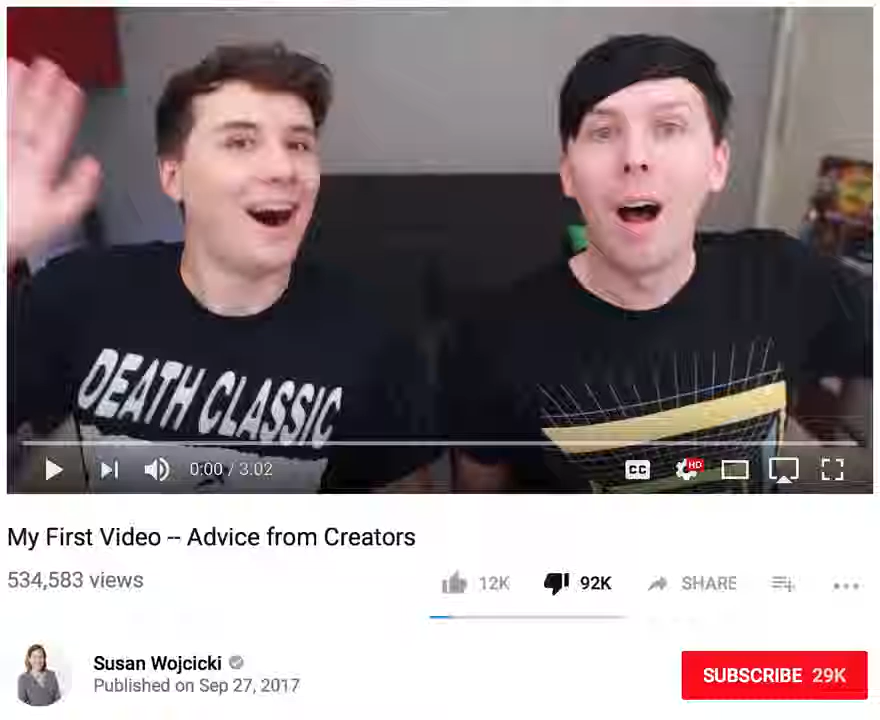 DEATH CLASSIC
0:00 / 3.02
CC
HD
My First Video -- Advice from Creators
534,583 views
12K
92K
SHARE
Susan Wojcicki
Published on Sep 27, 2017
SUBSCRIBE 29K